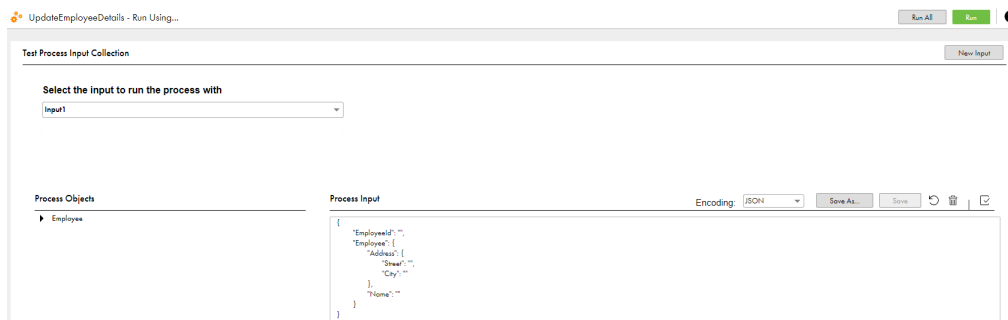 UpdateEmployeeDetails - Run Using...
Run All
Run
Test Process Input Collection
New Input
Select the input to run the process with
Input1
Process Objects
Process Input
Encoding: JSON
Save As...
Save
Employee
{
"EmployeeId": "",
"Employee": {
"Address": {
"Street": "",
"City": ""
},
"Name": ""
}
}